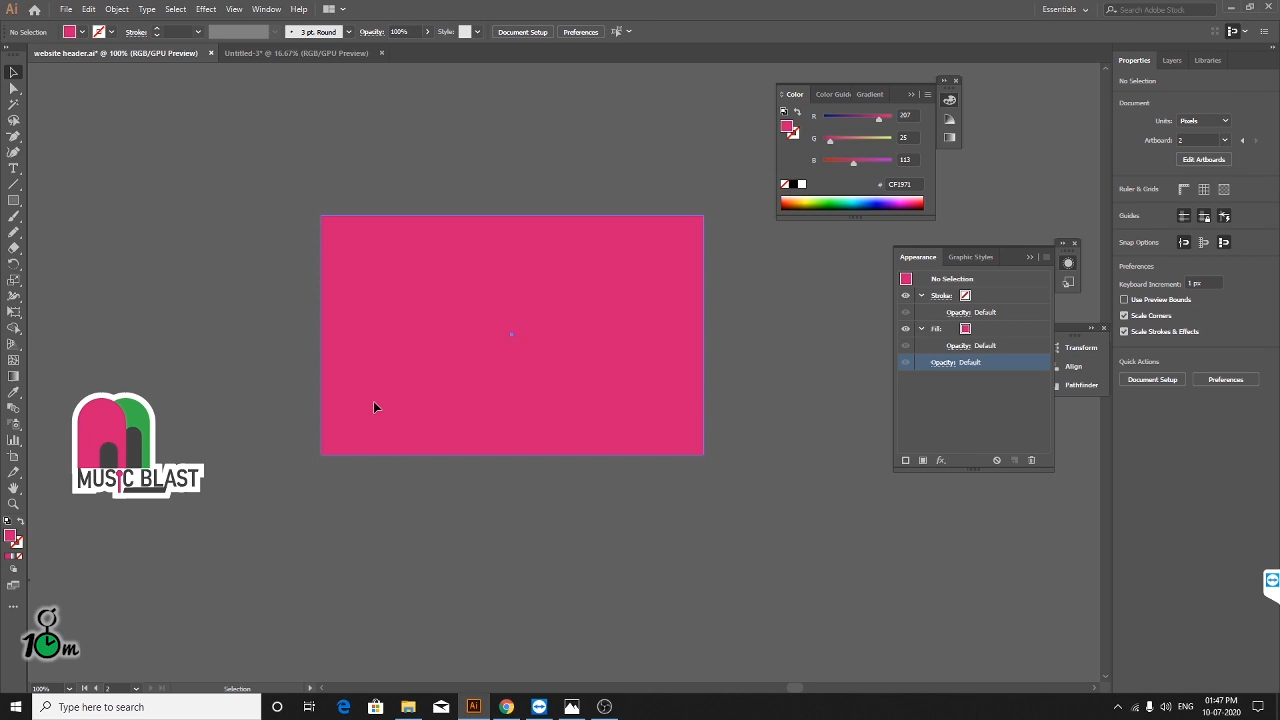 Ai File Edit Object Type Select Effect View Window Help Essentials Search Adobe Stock
No Selection Stroke: 3 pt. Round Opacity: 100% Style: Document Setup Preferences
website header.ai* @ 100% (RGB/GPU Preview) × Untitled-3* @ 16.67% (RGB/GPU Preview) ×
Properties Layers Libraries
No Selection
Document
Units: Pixels
Artboard: 2
Edit Artboards
Ruler & Grids
Guides
Snap Options
Preferences
Keyboard Increment: 1 px
Use Preview Bounds
Scale Corners
Scale Strokes & Effects
Quick Actions
Document Setup Preferences
Color Color Guide Gradient
R 207
G 25
B 113
# CF1971
Appearance Graphic Styles
No Selection
Stroke:
Opacity: Default
Fill:
Opacity: Default
Opacity: Default
fx
Transform
Align
Pathfinder
MUSIC BLAST
10m
100% 2 Selection
Type here to search
Ai
ENG
01:47 PM
10-07-2020